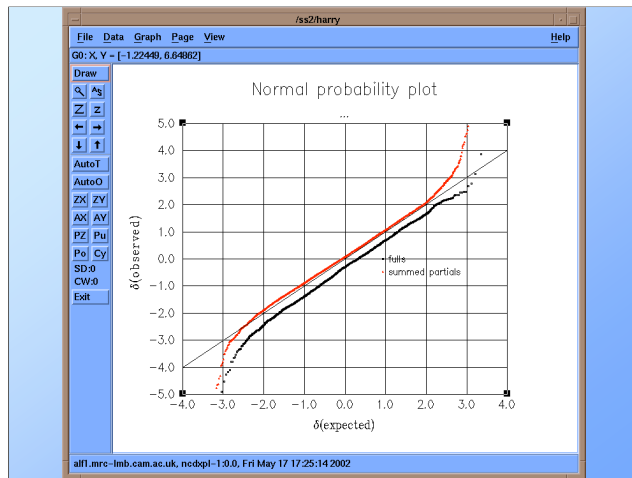 /ss2/harry
File Data Graph Page View Help
G0: X, Y = [-1.22449, 6.64862]
Draw
AS
Z z
AutoT
AutoO
ZX ZY
AX AY
PZ Pu
Po Cy
SD:0
CW:0
Exit
Normal probability plot
...
5.0
4.0
3.0
2.0
1.0
0.0
-1.0
-2.0
-3.0
-4.0
-5.0
δ(observed)
fulls
summed partials
-4.0 -3.0 -2.0 -1.0 0.0 1.0 2.0 3.0 4.0
δ(expected)
alf1.mrc-lmb.cam.ac.uk, ncdxpl-1:0.0, Fri May 17 17:25:14 2002